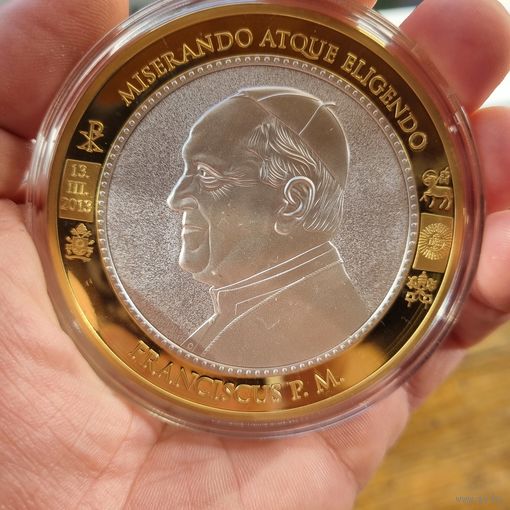 MISERANDO ATQUE ELIGENDO
13.
III.
2013
FRANCISCUS P. M.